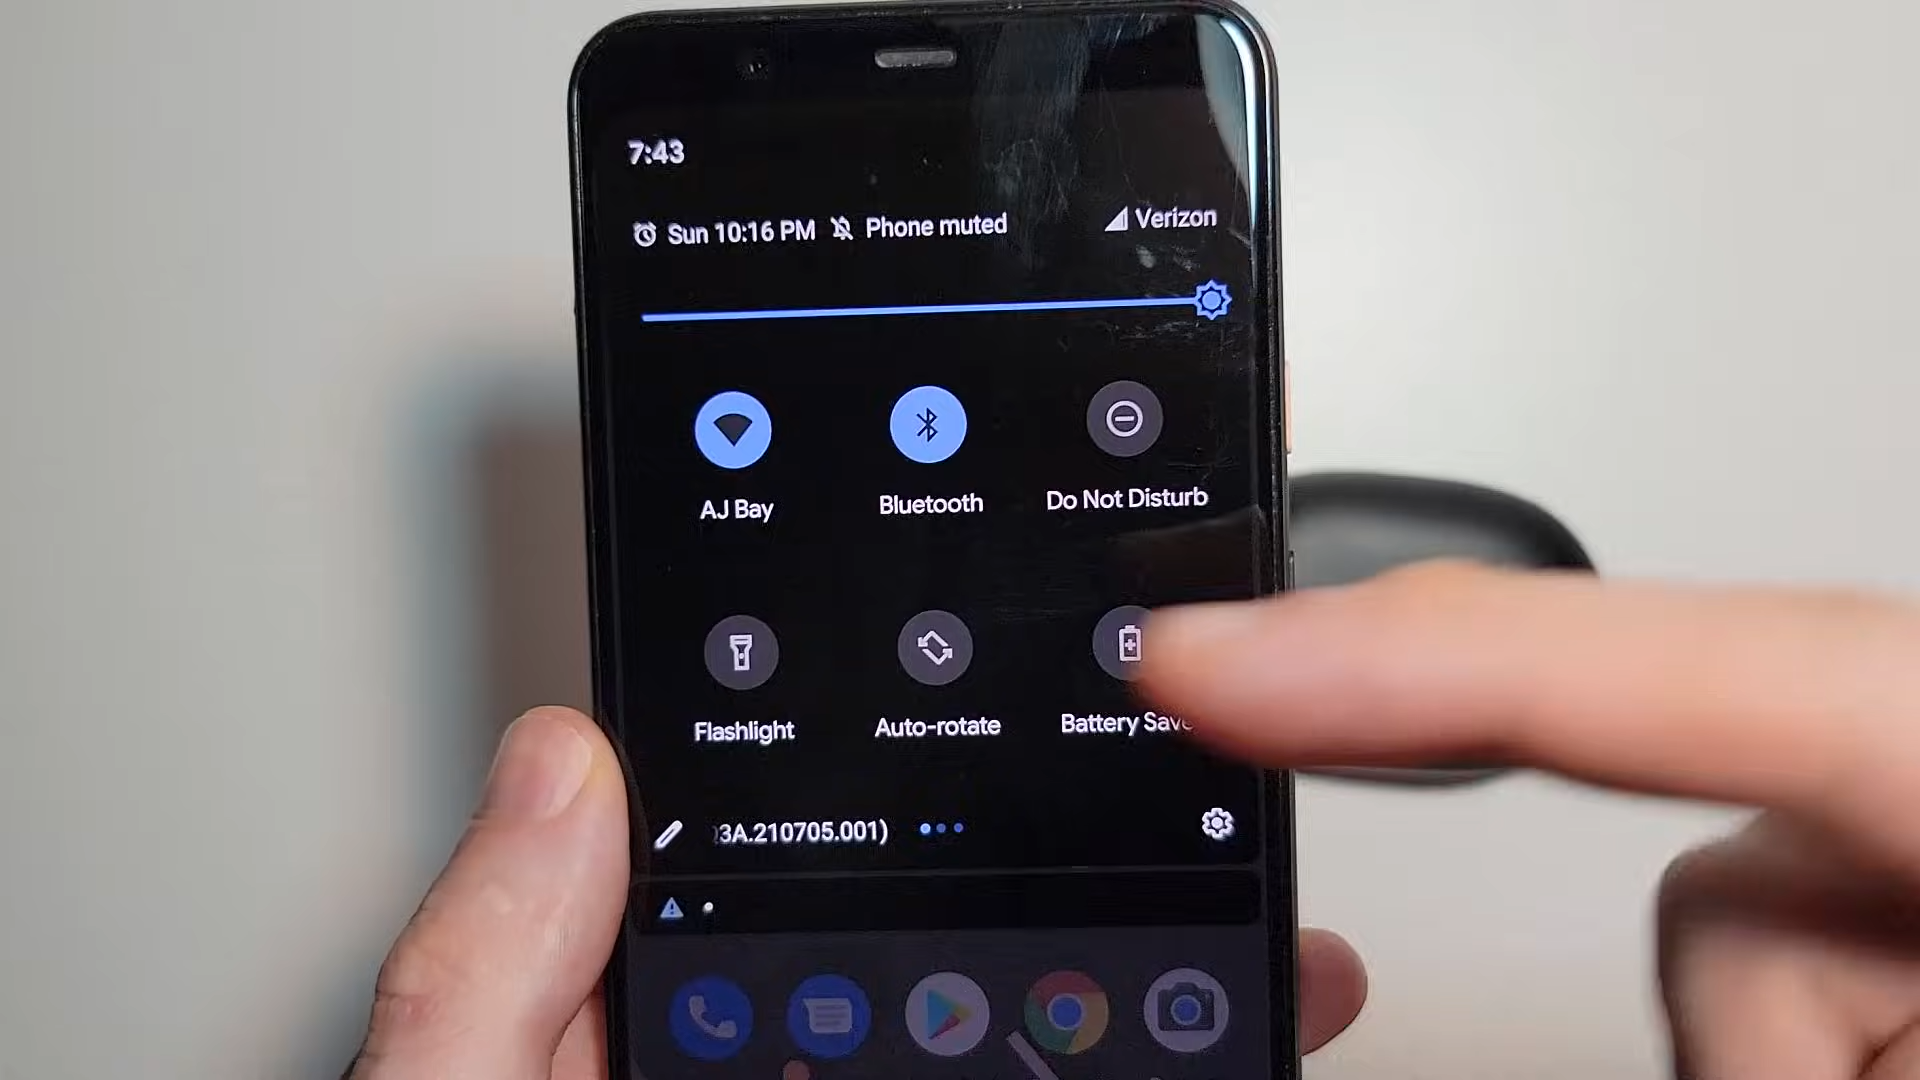 7:43
Sun 10:16 PM Phone muted Verizon
AJ Bay Bluetooth Do Not Disturb
Flashlight Auto-rotate Battery Save
3A.210705.001)